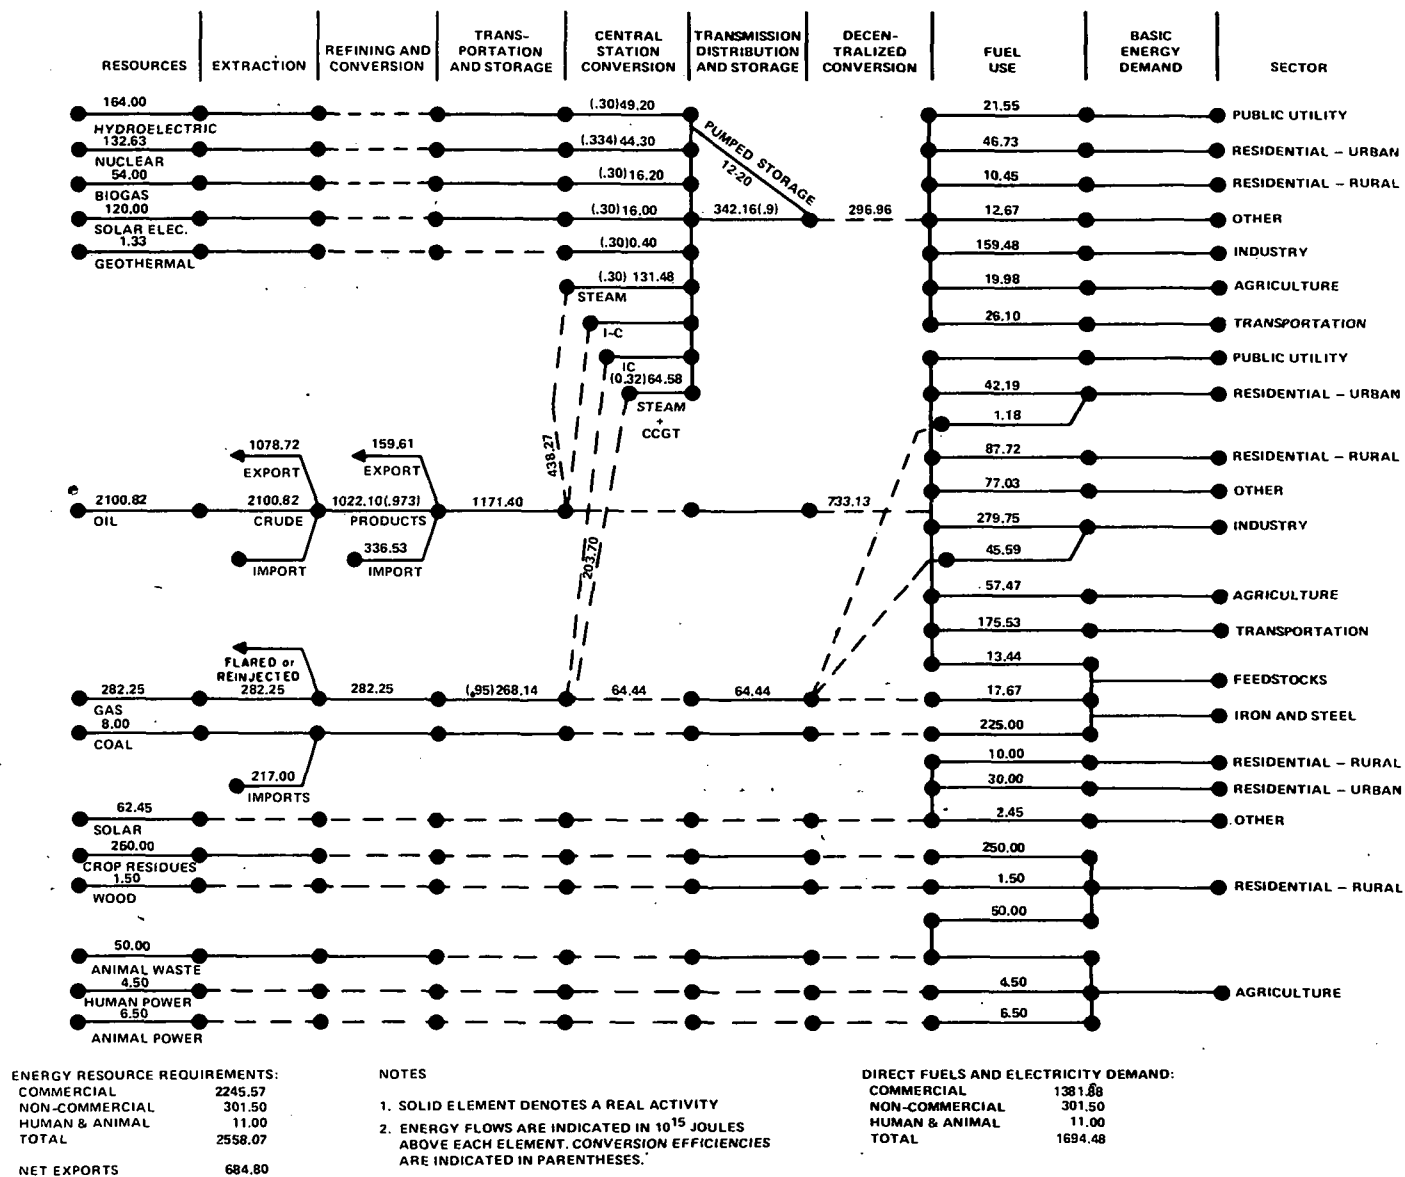 RESOURCES
EXTRACTION
REFINING AND
CONVERSION
TRANS-
PORTATION
AND STORAGE
CENTRAL
STATION
CONVERSION
TRANSMISSION
DISTRIBUTION
AND STORAGE
DECEN-
TRALIZED
CONVERSION
FUEL
USE
BASIC
ENERGY
DEMAND
SECTOR
164.00
HYDROELECTRIC
(.30)49.20
21.55
PUBLIC UTILITY
132.63
NUCLEAR
(.334)44.30
PUMPED STORAGE
12.20
46.73
RESIDENTIAL – URBAN
54.00
BIOGAS
(.30)16.20
10.45
RESIDENTIAL – RURAL
120.00
SOLAR ELEC.
(.30)16.00
342.16(.9)
296.96
12.67
OTHER
1.33
GEOTHERMAL
(.30)0.40
159.48
INDUSTRY
(.30) 131.48
STEAM
19.98
AGRICULTURE
I-C
26.10
TRANSPORTATION
IC
PUBLIC UTILITY
(0.32)64.58
STEAM
+
CCGT
42.19
RESIDENTIAL – URBAN
1.18
438.27
1078.72
EXPORT
159.61
EXPORT
87.72
RESIDENTIAL – RURAL
77.03
OTHER
2100.82
OIL
2100.82
CRUDE
1022.10(.973)
PRODUCTS
1171.40
733.13
279.75
INDUSTRY
IMPORT
336.53
IMPORT
203.70
45.59
57.47
AGRICULTURE
175.53
TRANSPORTATION
FLARED or
REINJECTED
13.44
FEEDSTOCKS
282.25
GAS
282.25
282.25
(.95)268.14
64.44
64.44
17.67
IRON AND STEEL
8.00
COAL
225.00
217.00
IMPORTS
10.00
RESIDENTIAL – RURAL
30.00
RESIDENTIAL – URBAN
62.45
SOLAR
2.45
OTHER
260.00
CROP RESIDUES
250.00
1.50
WOOD
1.50
RESIDENTIAL – RURAL
50.00
50.00
ANIMAL WASTE
4.50
HUMAN POWER
4.50
AGRICULTURE
6.50
ANIMAL POWER
6.50
ENERGY RESOURCE REQUIREMENTS:
COMMERCIAL 2245.57
NON-COMMERCIAL 301.50
HUMAN & ANIMAL 11.00
TOTAL 2558.07
NET EXPORTS 684.80
NOTES
1. SOLID ELEMENT DENOTES A REAL ACTIVITY
2. ENERGY FLOWS ARE INDICATED IN 10¹⁵ JOULES
ABOVE EACH ELEMENT. CONVERSION EFFICIENCIES
ARE INDICATED IN PARENTHESES.
DIRECT FUELS AND ELECTRICITY DEMAND:
COMMERCIAL 1381.88
NON-COMMERCIAL 301.50
HUMAN & ANIMAL 11.00
TOTAL 1694.48